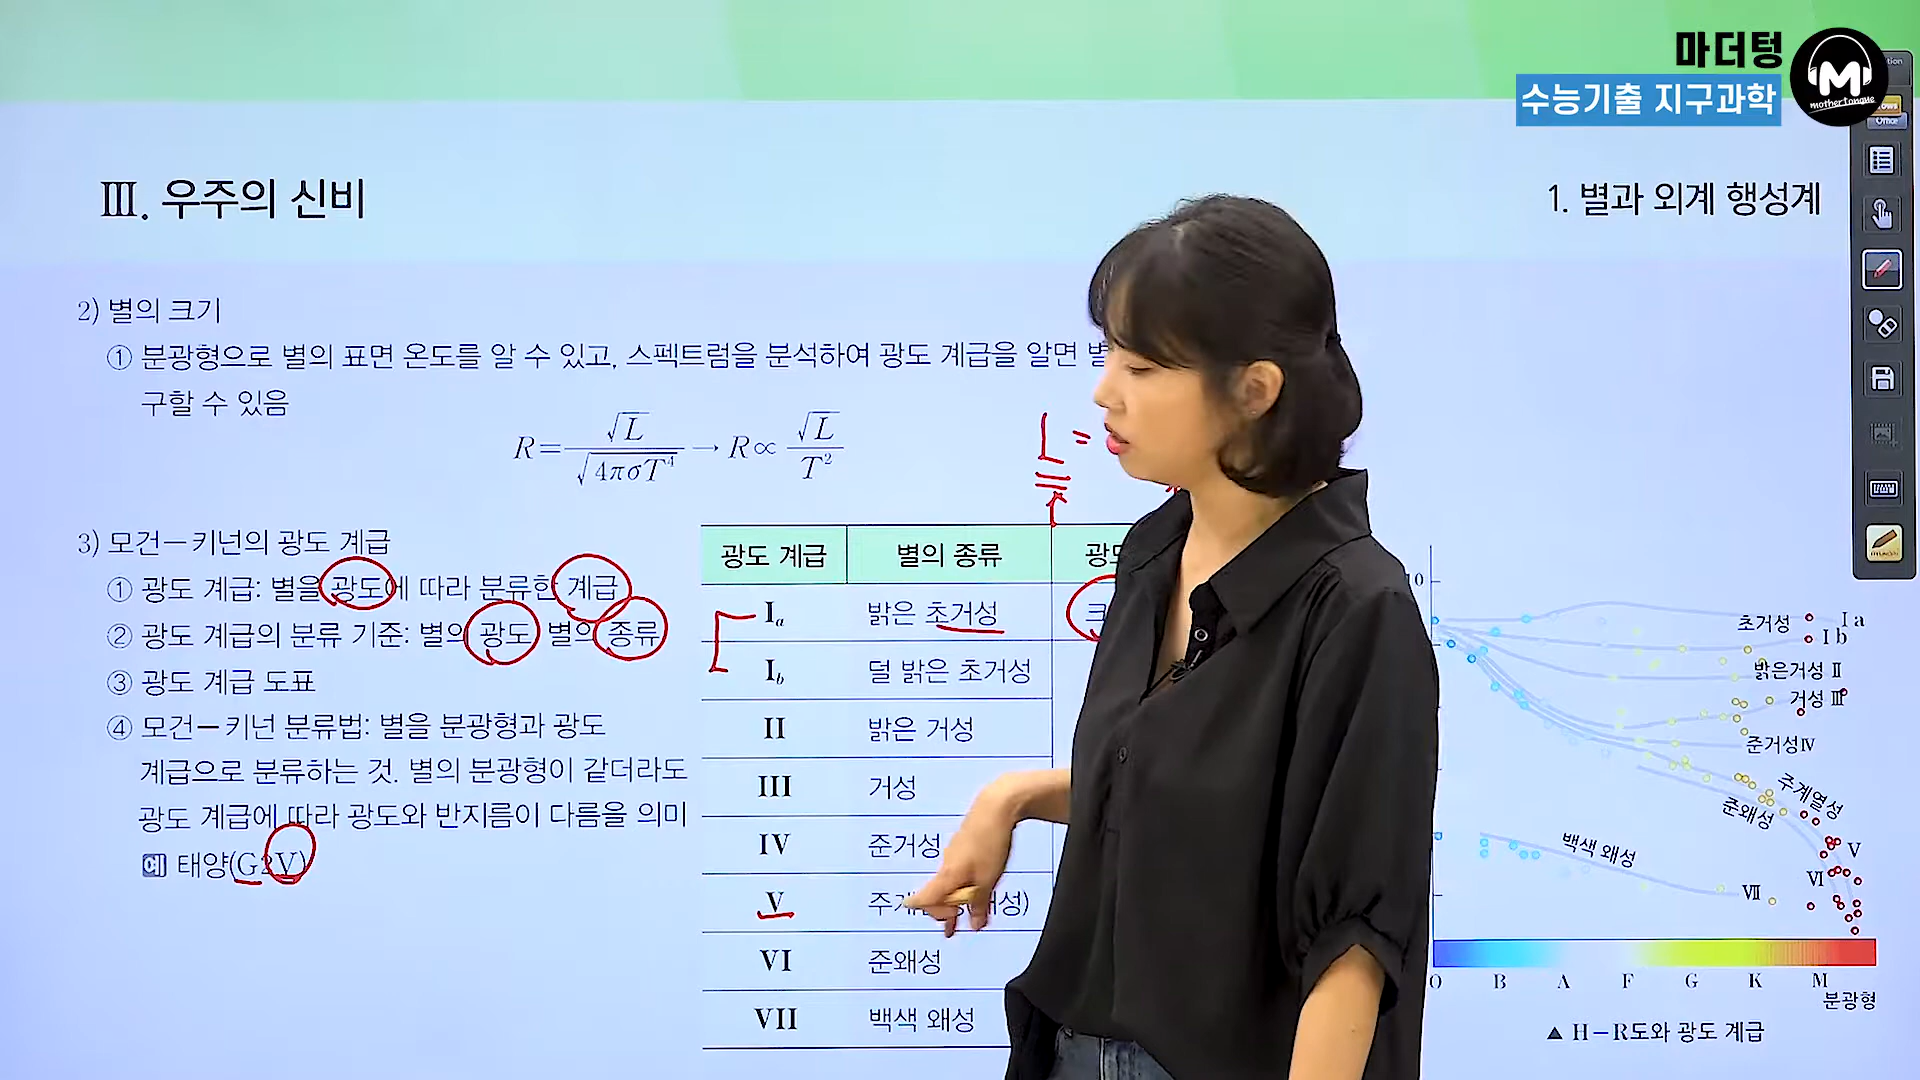 마더텅
수능기출 지구과학
M
mothertongue
Office
Ⅲ. 우주의 신비
1. 별과 외계 행성계
2) 별의 크기
① 분광형으로 별의 표면 온도를 알 수 있고, 스펙트럼을 분석하여 광도 계급을 알면
구할 수 있음
R=√L/√4πσT⁴ → R∝ √L/T²
L =
3) 모건－키넌의 광도 계급
① 광도 계급: 별을 광도에 따라 분류한 계급
② 광도 계급의 분류 기준: 별의 광도 별의 종류
③ 광도 계급 도표
④ 모건－키넌 분류법: 별을 분광형과 광도
계급으로 분류하는 것. 별의 분광형이 같더라도
광도 계급에 따라 광도와 반지름이 다름을 의미
예 태양(G2V)
광도 계급 별의 종류
Ia 밝은 초거성
Ib 덜 밝은 초거성
II 밝은 거성
III 거성
IV 준거성
V
VI 준왜성
VII 백색 왜성
초거성 Ia
Ib
밝은거성 Ⅱ
거성 Ⅲ
준거성Ⅳ
주계열성
준왜성
백색 왜성
Ⅴ
Ⅵ
Ⅶ
O B A F G K M
분광형
▲ H－R도와 광도 계급